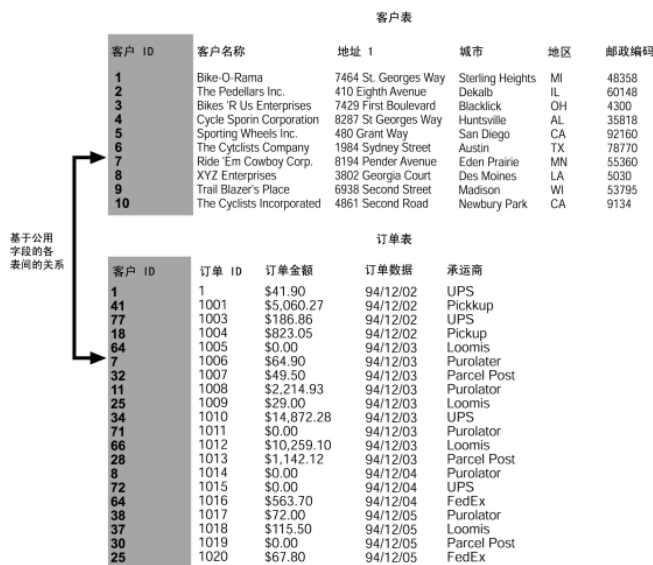 客户表
客户 ID 客户名称 地址 1 城市 地区 邮政编码
1 Bike-O-Rama 7464 St. Georges Way Sterling Heights MI 48358
2 The Pedellars Inc. 410 Eighth Avenue Dekalb IL 60148
3 Bikes 'R Us Enterprises 7429 First Boulevard Blacklick OH 4300
4 Cycle Sporin Corporation 8287 St Georges Way Huntsville AL 35818
5 Sporting Wheels Inc. 480 Grant Way San Diego CA 92160
6 The Cytclists Company 1984 Sydney Street Austin TX 78770
7 Ride 'Em Cowboy Corp. 8194 Pender Avenue Eden Prairie MN 55360
8 XYZ Enterprises 3802 Georgia Court Des Moines LA 5030
9 Trail Blazer's Place 6938 Second Street Madison WI 53795
10 The Cyclists Incorporated 4861 Second Road Newbury Park CA 9134
基于公用
字段的各
表间的关系
订单表
客户 ID 订单 ID 订单金额 订单数据 承运商
1 1 $41.90 94/12/02 UPS
41 1001 $5,060.27 94/12/02 Pickkup
77 1003 $186.86 94/12/02 UPS
18 1004 $823.05 94/12/02 Pickup
64 1005 $0.00 94/12/03 Loomis
7 1006 $64.90 94/12/03 Purolater
32 1007 $49.50 94/12/03 Parcel Post
11 1008 $2,214.93 94/12/03 Purolator
25 1009 $29.00 94/12/03 Loomis
34 1010 $14,872.28 94/12/03 UPS
71 1011 $0.00 94/12/03 Purolator
66 1012 $10,259.10 94/12/03 Loomis
28 1013 $1,142.12 94/12/03 Parcel Post
8 1014 $0.00 94/12/04 Purolator
72 1015 $0.00 94/12/04 UPS
64 1016 $563.70 94/12/04 FedEx
38 1017 $72.00 94/12/05 Purolator
37 1018 $115.50 94/12/05 Loomis
30 1019 $0.00 94/12/05 Parcel Post
25 1020 $67.80 94/12/05 FedEx